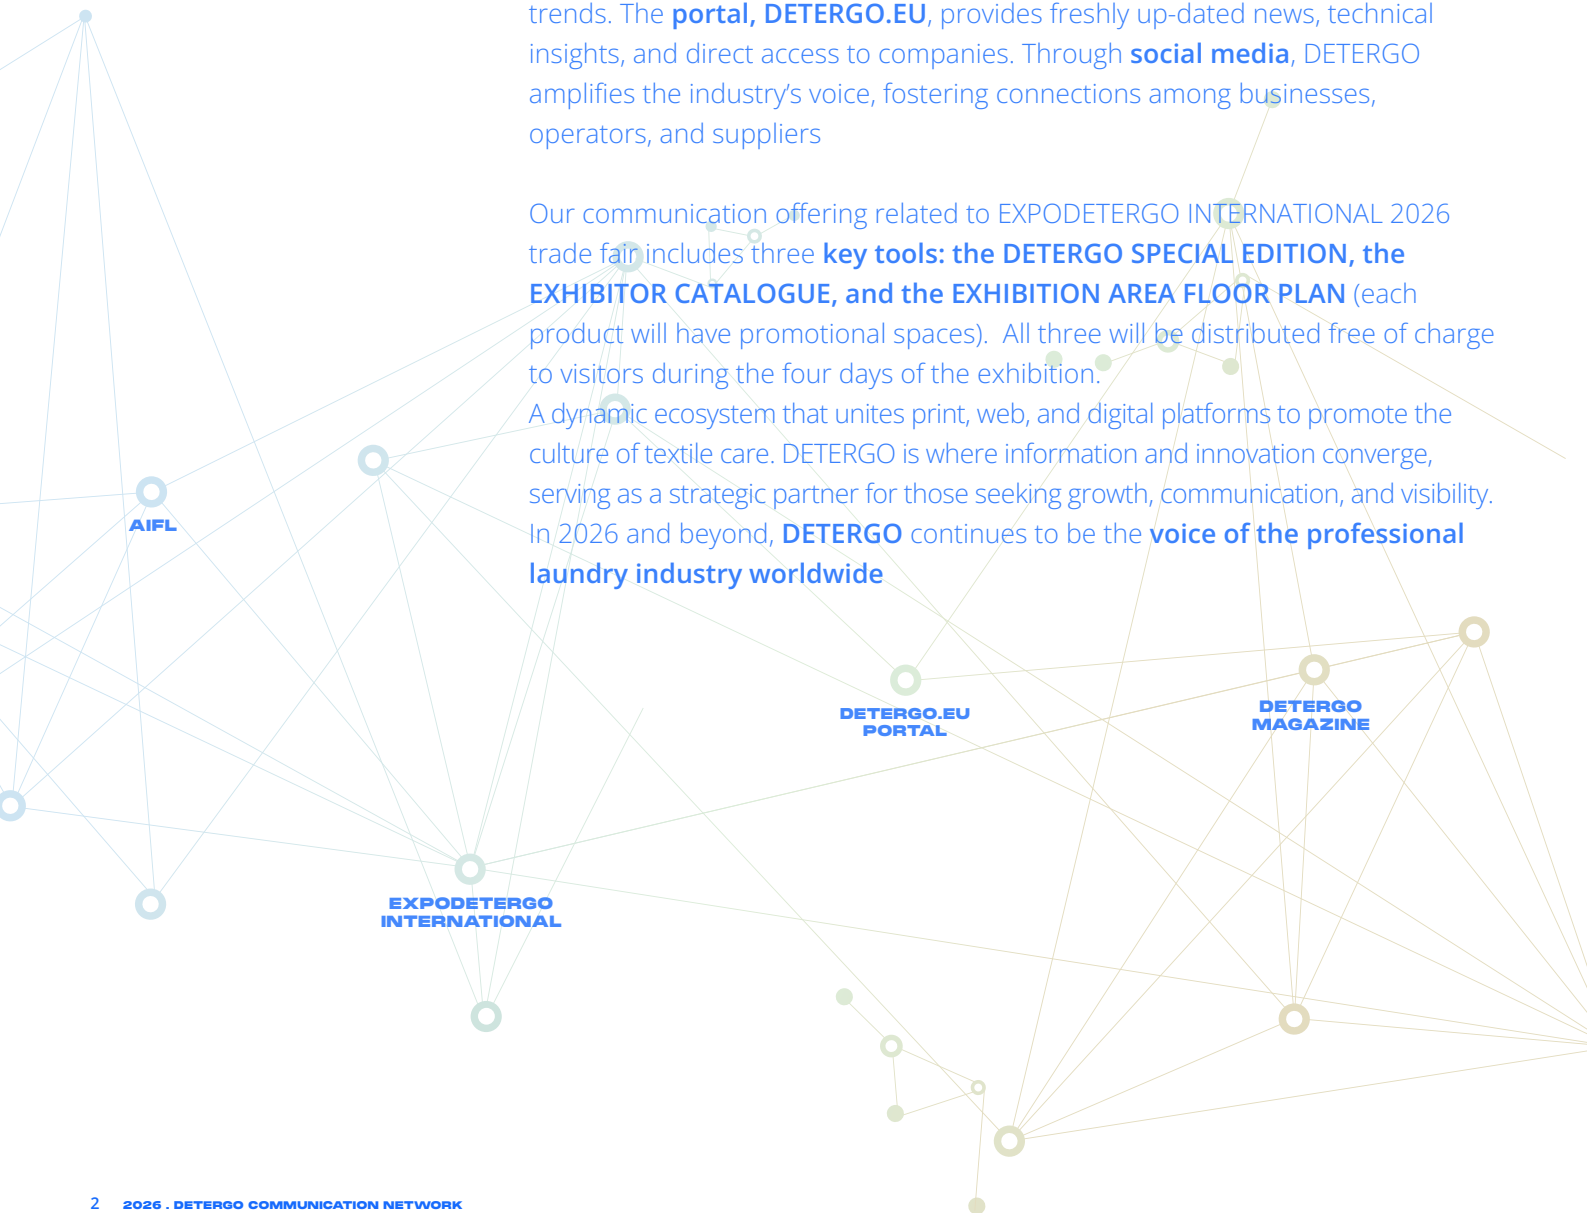 trends. The portal, DETERGO.EU, provides freshly up-dated news, technical
insights, and direct access to companies. Through social media, DETERGO
amplifies the industry’s voice, fostering connections among businesses,
operators, and suppliers
Our communication offering related to EXPODETERGO INTERNATIONAL 2026
trade fair includes three key tools: the DETERGO SPECIAL EDITION, the
EXHIBITOR CATALOGUE, and the EXHIBITION AREA FLOOR PLAN (each
product will have promotional spaces).  All three will be distributed free of charge
to visitors during the four days of the exhibition.
A dynamic ecosystem that unites print, web, and digital platforms to promote the
culture of textile care. DETERGO is where information and innovation converge,
serving as a strategic partner for those seeking growth, communication, and visibility.
In 2026 and beyond, DETERGO continues to be the voice of the professional
laundry industry worldwide
AIFL
DETERGO.EU
PORTAL
DETERGO
MAGAZINE
EXPODETERGO
INTERNATIONAL
2 2026 . DETERGO COMMUNICATION NETWORK